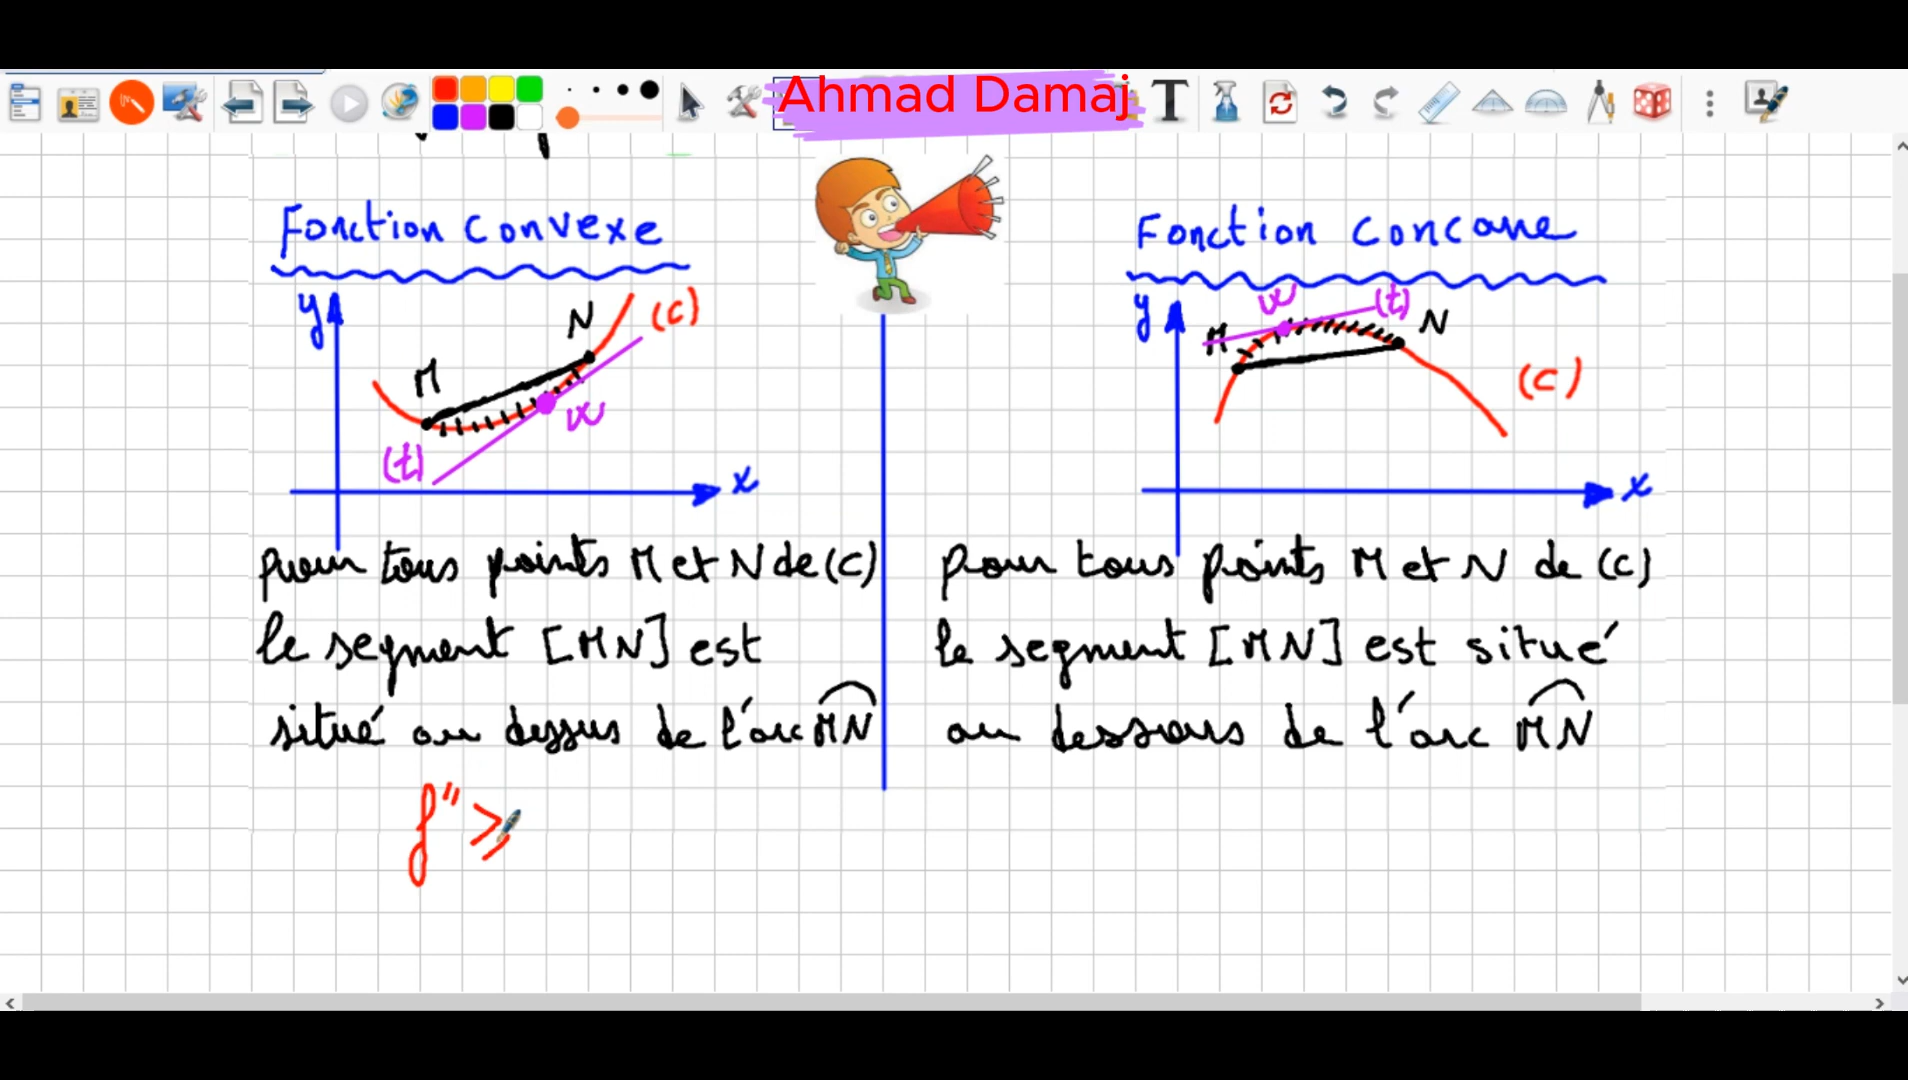 Ahmad Damaj
Fonction Convexe
y
M
N
(C)
(t)
x
pour tous points M et N de (C)
le segment [MN] est
situé au dessus de l'arc MN
f" ≥
Fonction Concave
y
M
(t)
N
(C)
x
pour tous points M et N de (C)
le segment [MN] est situé
au dessous de l'arc MN